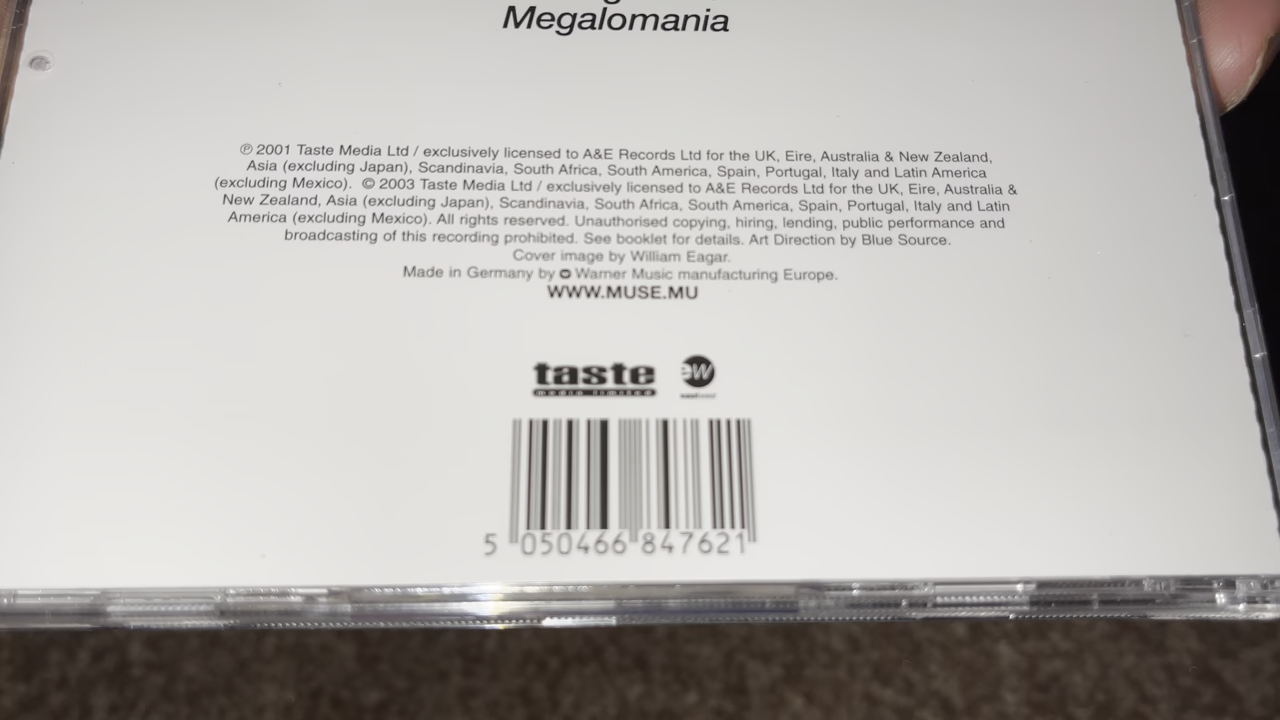 Megalomania
℗ 2001 Taste Media Ltd / exclusively licensed to A&E Records Ltd for the UK, Eire, Australia & New Zealand,
Asia (excluding Japan), Scandinavia, South Africa, South America, Spain, Portugal, Italy and Latin America
(excluding Mexico). © 2003 Taste Media Ltd / exclusively licensed to A&E Records Ltd for the UK, Eire, Australia &
New Zealand, Asia (excluding Japan), Scandinavia, South Africa, South America, Spain, Portugal, Italy and Latin
America (excluding Mexico). All rights reserved. Unauthorised copying, hiring, lending, public performance and
broadcasting of this recording prohibited. See booklet for details. Art Direction by Blue Source.
Cover image by William Eagar.
Made in Germany by Warner Music manufacturing Europe.
WWW.MUSE.MU
taste
media limited
ew
5 050466 847621